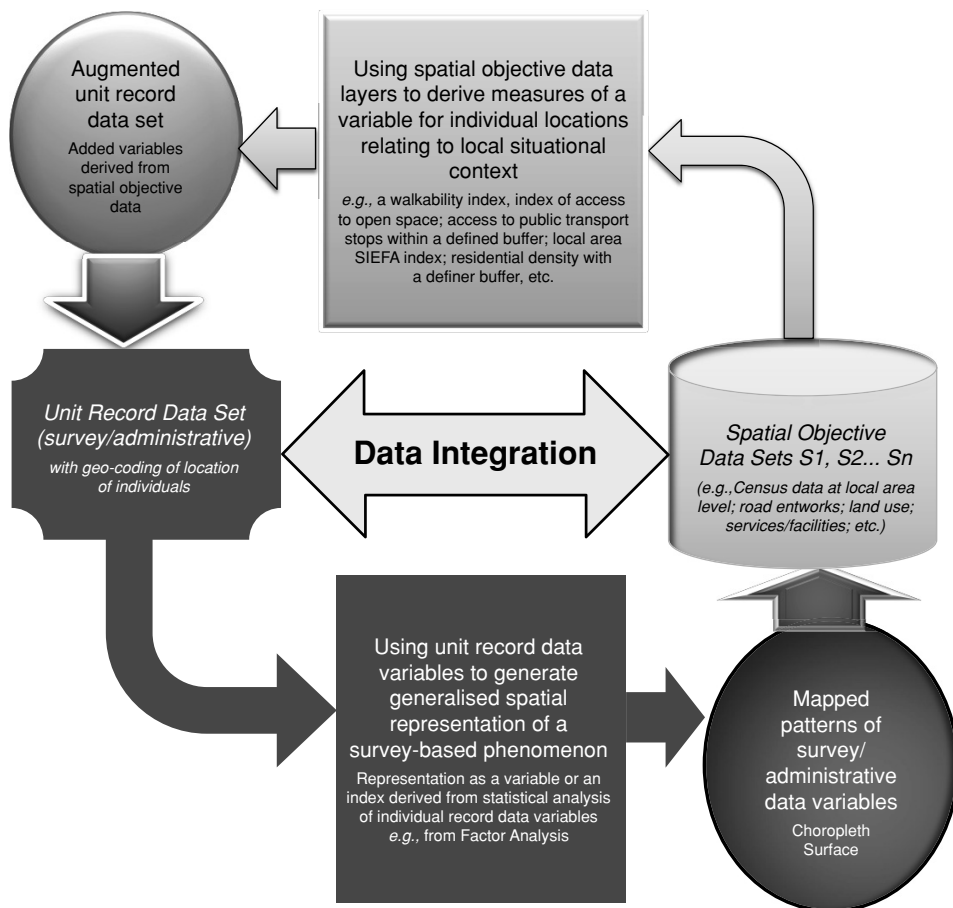 Augmented
unit record
data set
Added variables
derived from
spatial objective
data
Using spatial objective data
layers to derive measures of a
variable for individual locations
relating to local situational
context
e.g., a walkability index, index of access
to open space; access to public transport
stops within a defined buffer; local area
SIEFA index; residential density with
a definer buffer, etc.
Unit Record Data Set
(survey/administrative)
with geo-coding of location
of individuals
Data Integration
Spatial Objective
Data Sets S1, S2... Sn
(e.g.,Census data at local area
level; road entworks; land use;
services/facilities; etc.)
Using unit record data
variables to generate
generalised spatial
representation of a
survey-based phenomenon
Representation as a variable or an
index derived from statistical analysis
of individual record data variables
e.g., from Factor Analysis
Mapped
patterns of
survey/
administrative
data variables
Choropleth
Surface